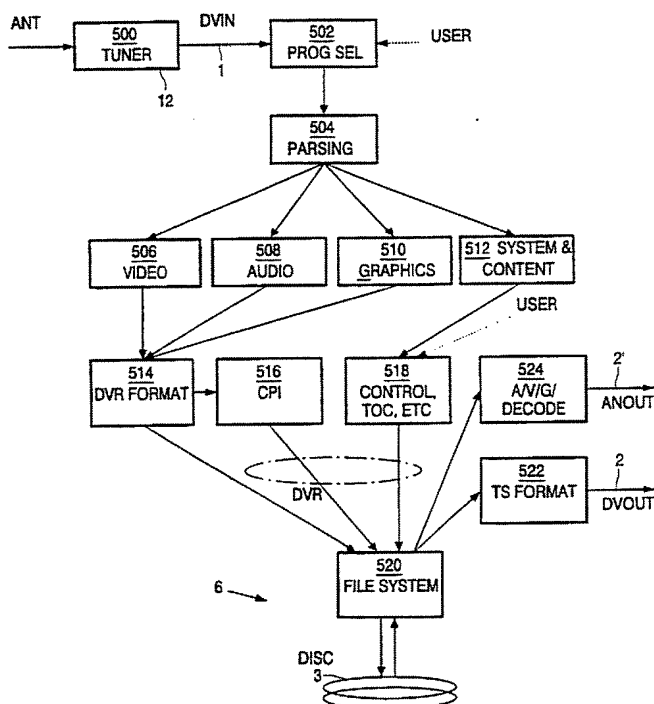 ANT
500
TUNER
12
DVIN
1
502
PROG SEL
USER
504
PARSING
506
VIDEO
508
AUDIO
510
GRAPHICS
512 SYSTEM &
CONTENT
USER
514
DVR FORMAT
516
CPI
518
CONTROL,
TOC, ETC
524
A/V/G/
DECODE
2'
ANOUT
522
TS FORMAT
2
DVOUT
DVR
520
FILE SYSTEM
6
DISC
3